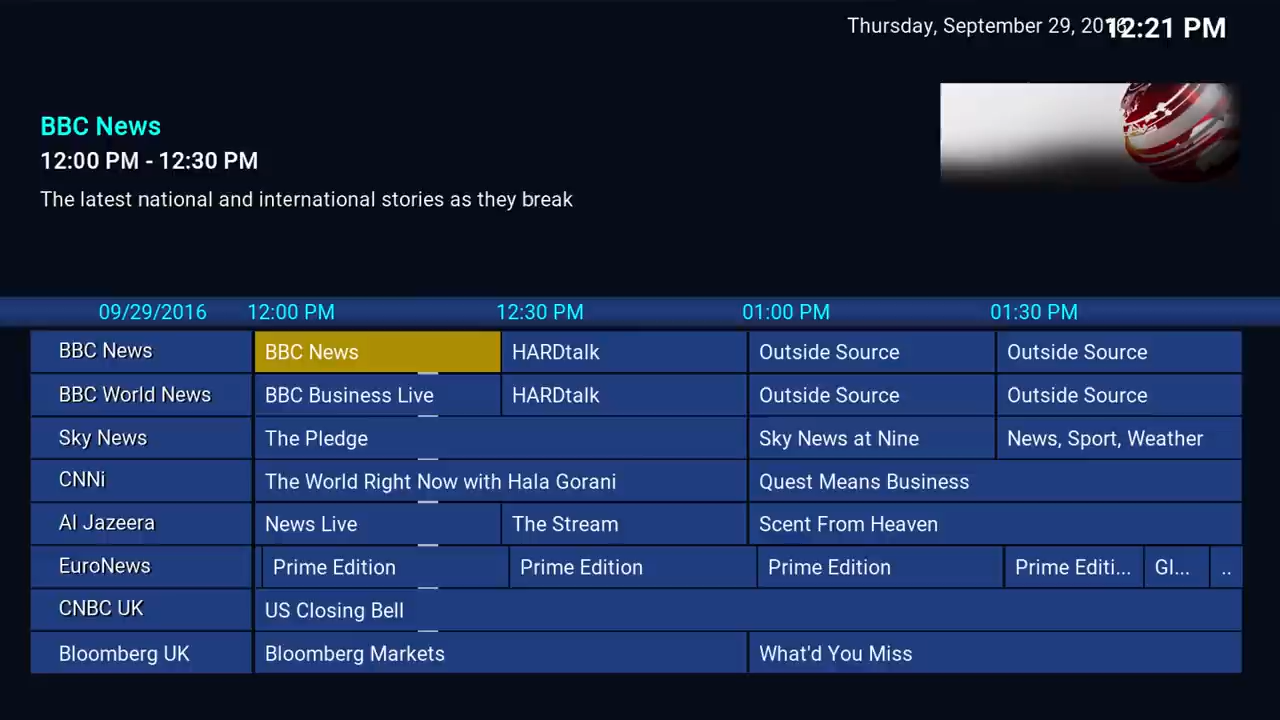 Thursday, September 29, 2016 12:21 PM
BBC News
12:00 PM - 12:30 PM
The latest national and international stories as they break
09/29/2016 12:00 PM 12:30 PM 01:00 PM 01:30 PM
BBC News BBC News HARDtalk Outside Source Outside Source
BBC World News BBC Business Live HARDtalk Outside Source Outside Source
Sky News The Pledge Sky News at Nine News, Sport, Weather
CNNi The World Right Now with Hala Gorani Quest Means Business
Al Jazeera News Live The Stream Scent From Heaven
EuroNews Prime Edition Prime Edition Prime Edition Prime Editi... Gl... ..
CNBC UK US Closing Bell
Bloomberg UK Bloomberg Markets What'd You Miss